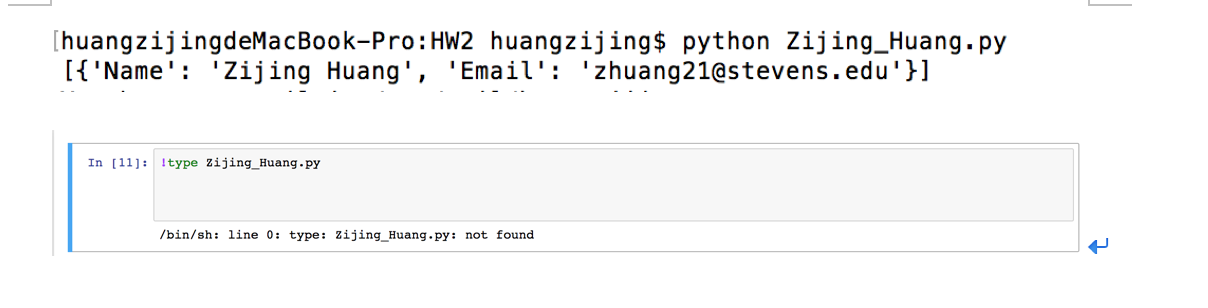 [huangzijingdeMacBook-Pro:HW2 huangzijing$ python Zijing_Huang.py
[{'Name': 'Zijing Huang', 'Email': 'zhuang21@stevens.edu'}]
In [11]: !type Zijing_Huang.py
/bin/sh: line 0: type: Zijing_Huang.py: not found